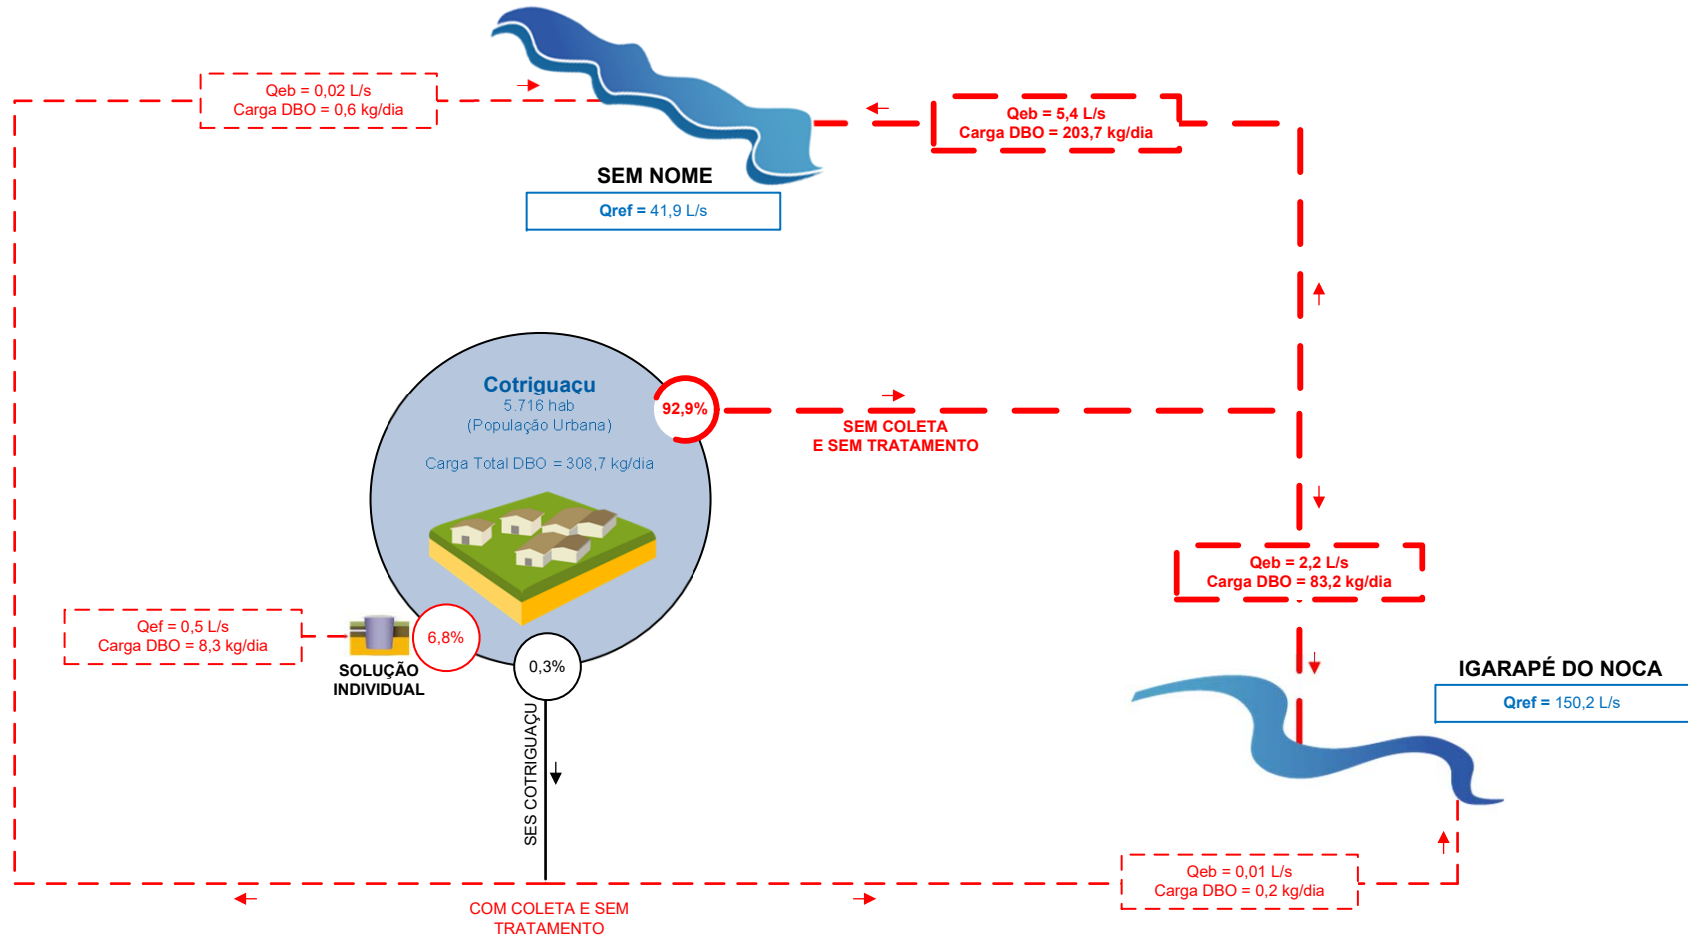 Qeb = 0,02 L/s
Carga DBO = 0,6 kg/dia
Qeb = 5,4 L/s
Carga DBO = 203,7 kg/dia
SEM NOME
Qref = 41,9 L/s
Cotriguaçu
5.716 hab
(População Urbana)
Carga Total DBO = 308,7 kg/dia
92,9%
SEM COLETA
E SEM TRATAMENTO
Qeb = 2,2 L/s
Carga DBO = 83,2 kg/dia
Qef = 0,5 L/s
Carga DBO = 8,3 kg/dia
6,8%
SOLUÇÃO
INDIVIDUAL
0,3%
SES COTRIGUAÇU
IGARAPÉ DO NOCA
Qref = 150,2 L/s
Qeb = 0,01 L/s
Carga DBO = 0,2 kg/dia
COM COLETA E SEM
TRATAMENTO